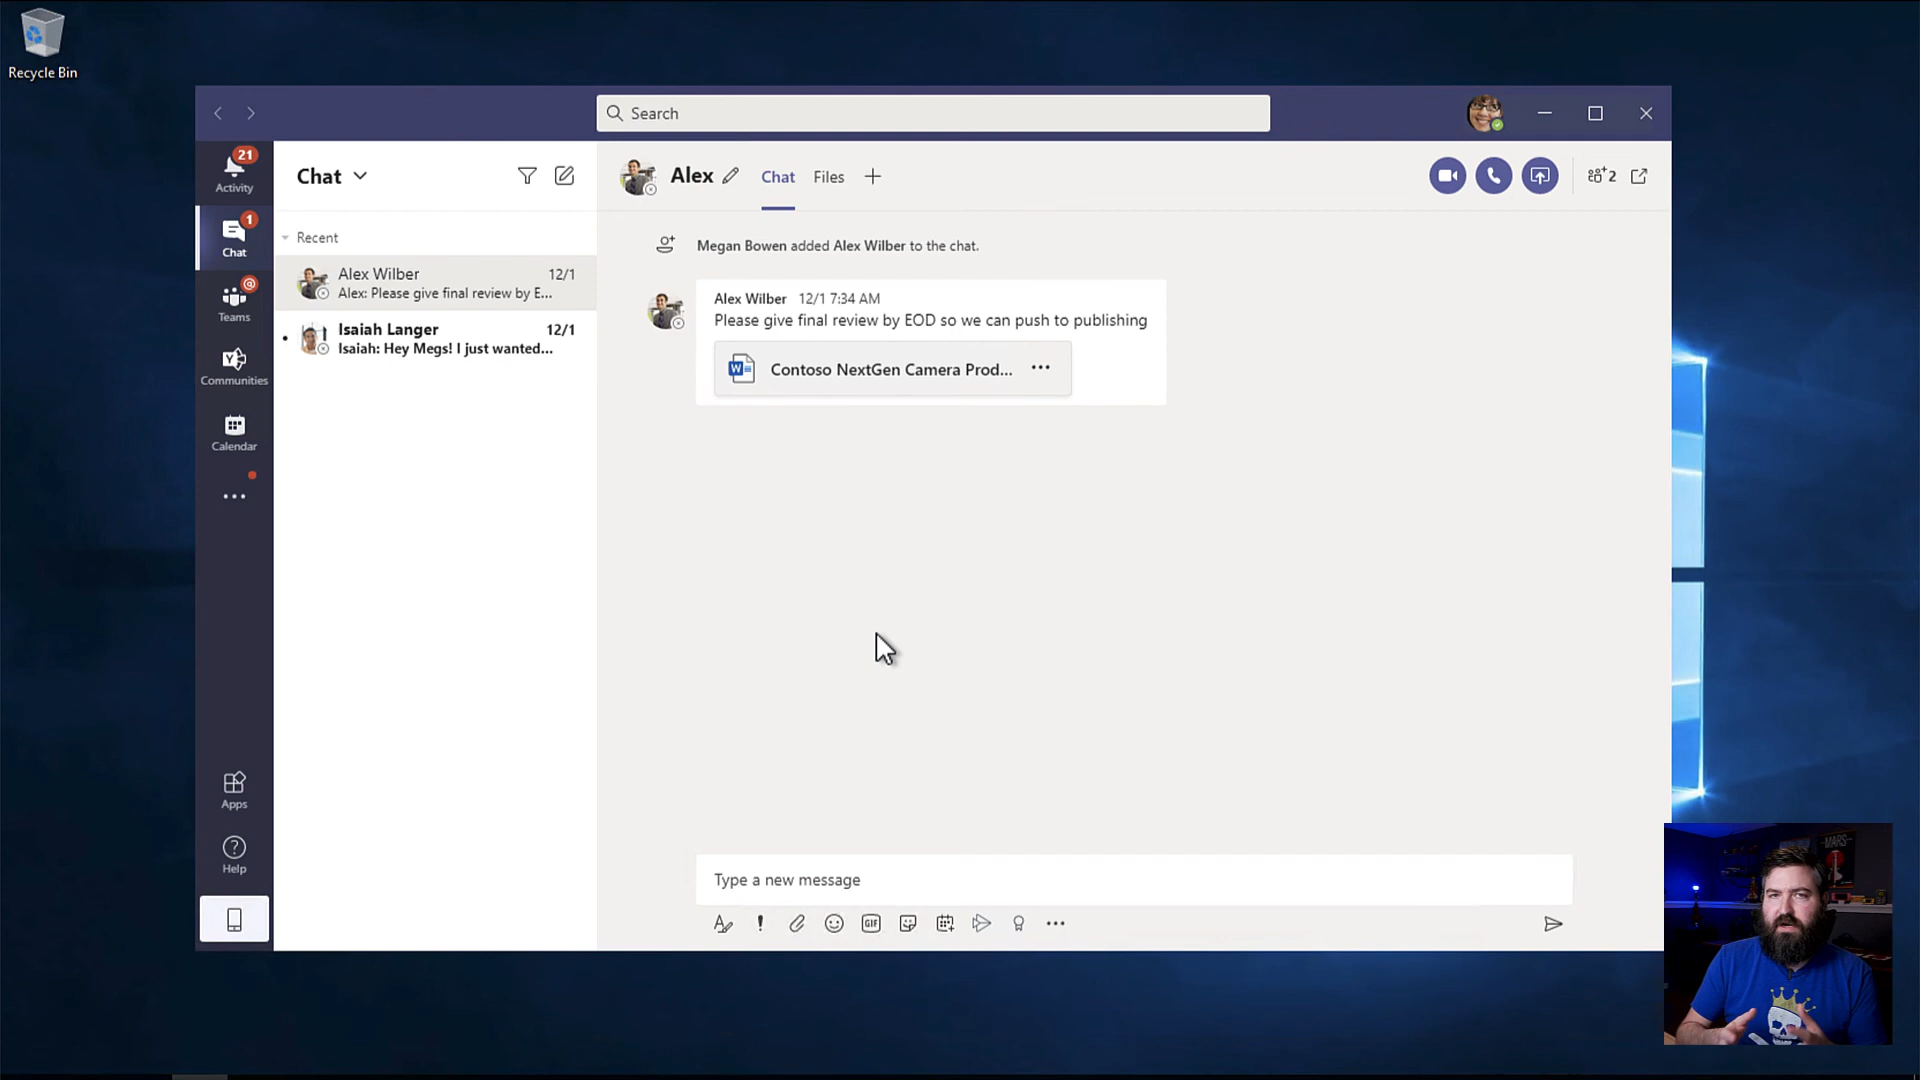 Recycle Bin
Search
21
Activity
1
Chat
@
Teams
Communities
Calendar
Apps
Help
Chat
Recent
Alex Wilber 12/1
Alex: Please give final review by E...
Isaiah Langer 12/1
Isaiah: Hey Megs! I just wanted...
Alex Chat Files
2
Megan Bowen added Alex Wilber to the chat.
Alex Wilber 12/1 7:34 AM
Please give final review by EOD so we can push to publishing
W
Contoso NextGen Camera Prod...
Type a new message
GIF
MARS